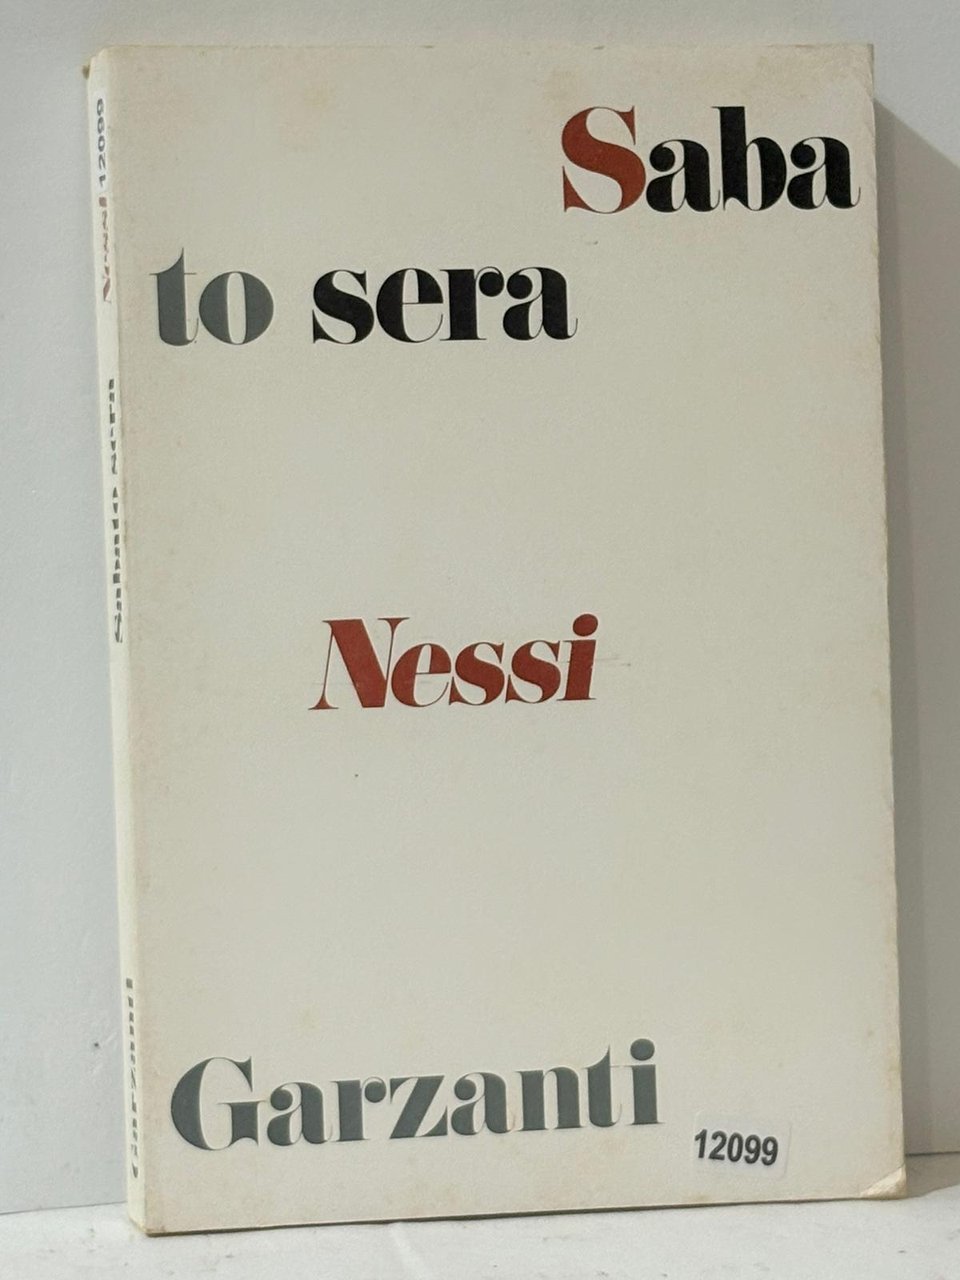 Saba
to sera
Nessi
Garzanti
12099
Nessi 12099
Sabato sera
Garzanti